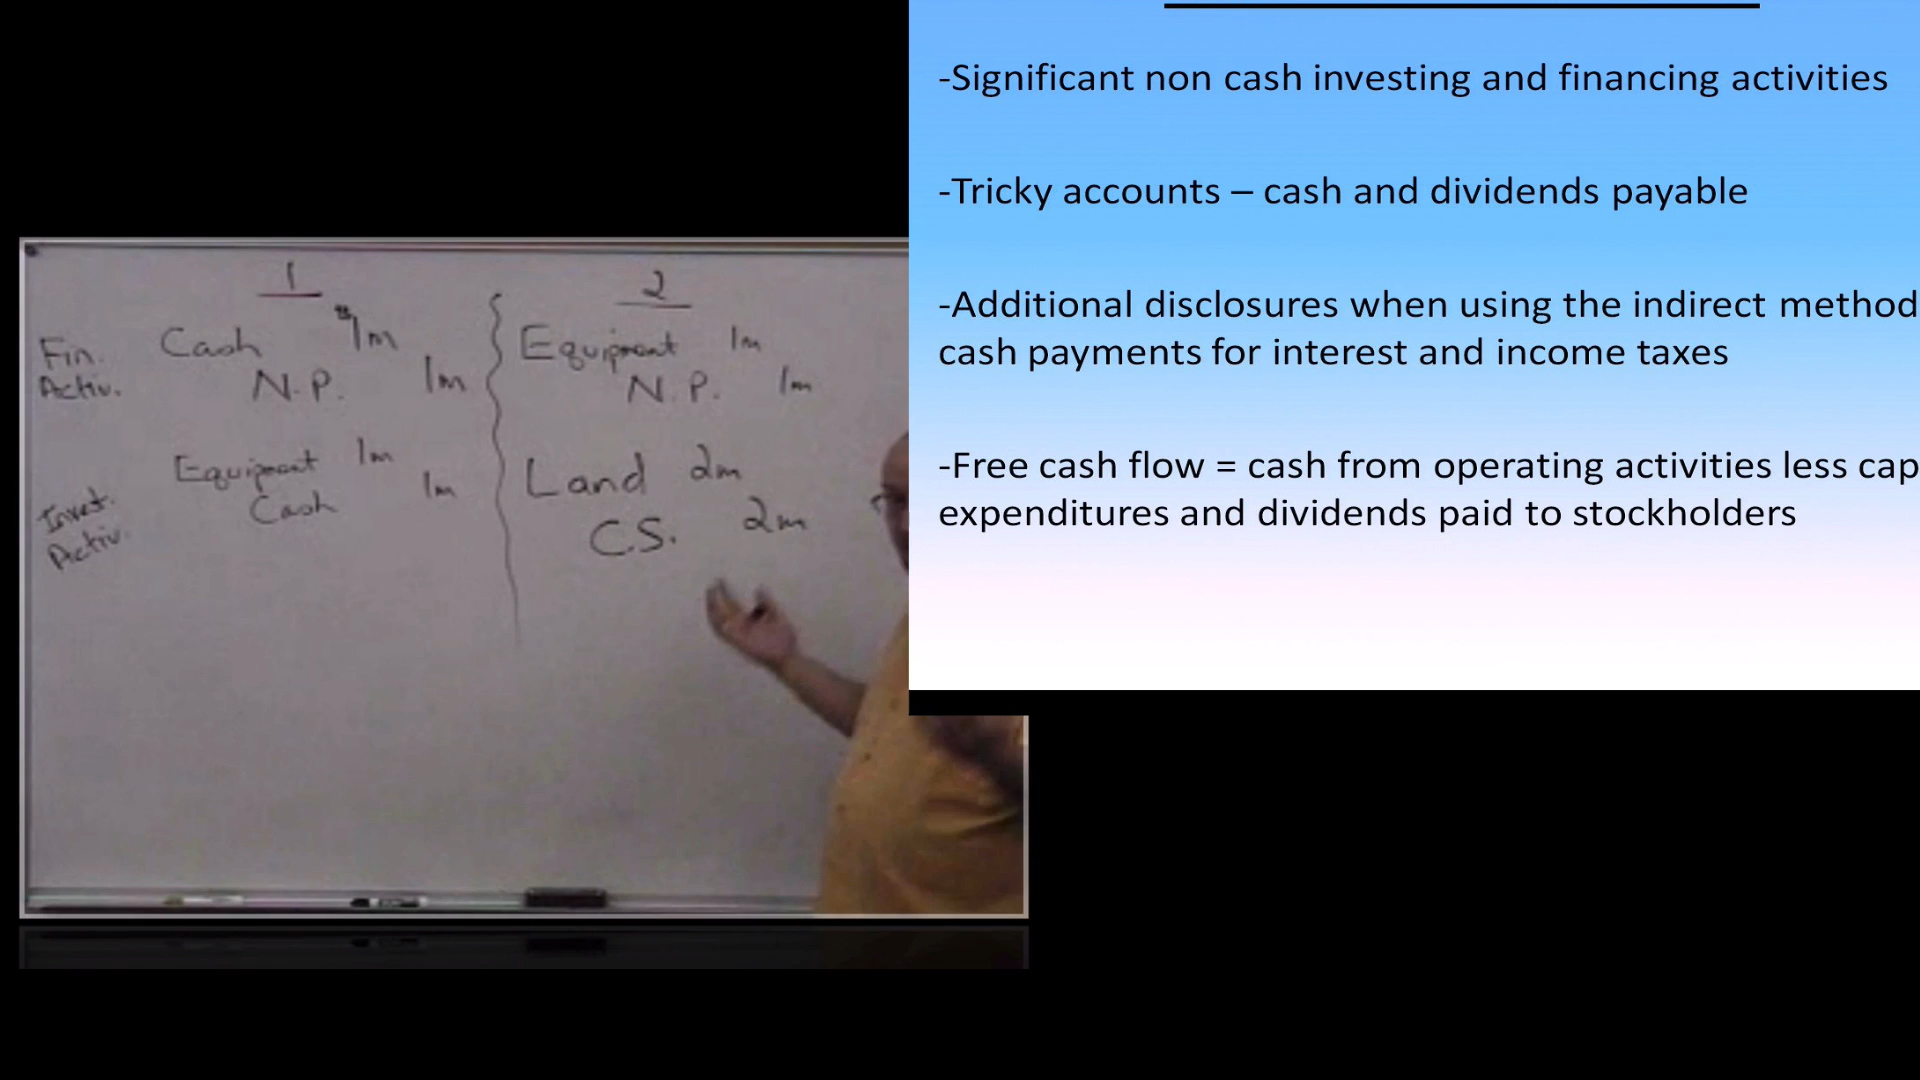 1
Fin. Cash $1m
Activ. N.P. 1m
Equipment 1m
Invest. Cash 1m
Activ.
2
Equipment 1m
N.P. 1m
Land 2m
C.S. 2m
-Significant non cash investing and financing activities
-Tricky accounts – cash and dividends payable
-Additional disclosures when using the indirect method
cash payments for interest and income taxes
-Free cash flow = cash from operating activities less cap
expenditures and dividends paid to stockholders